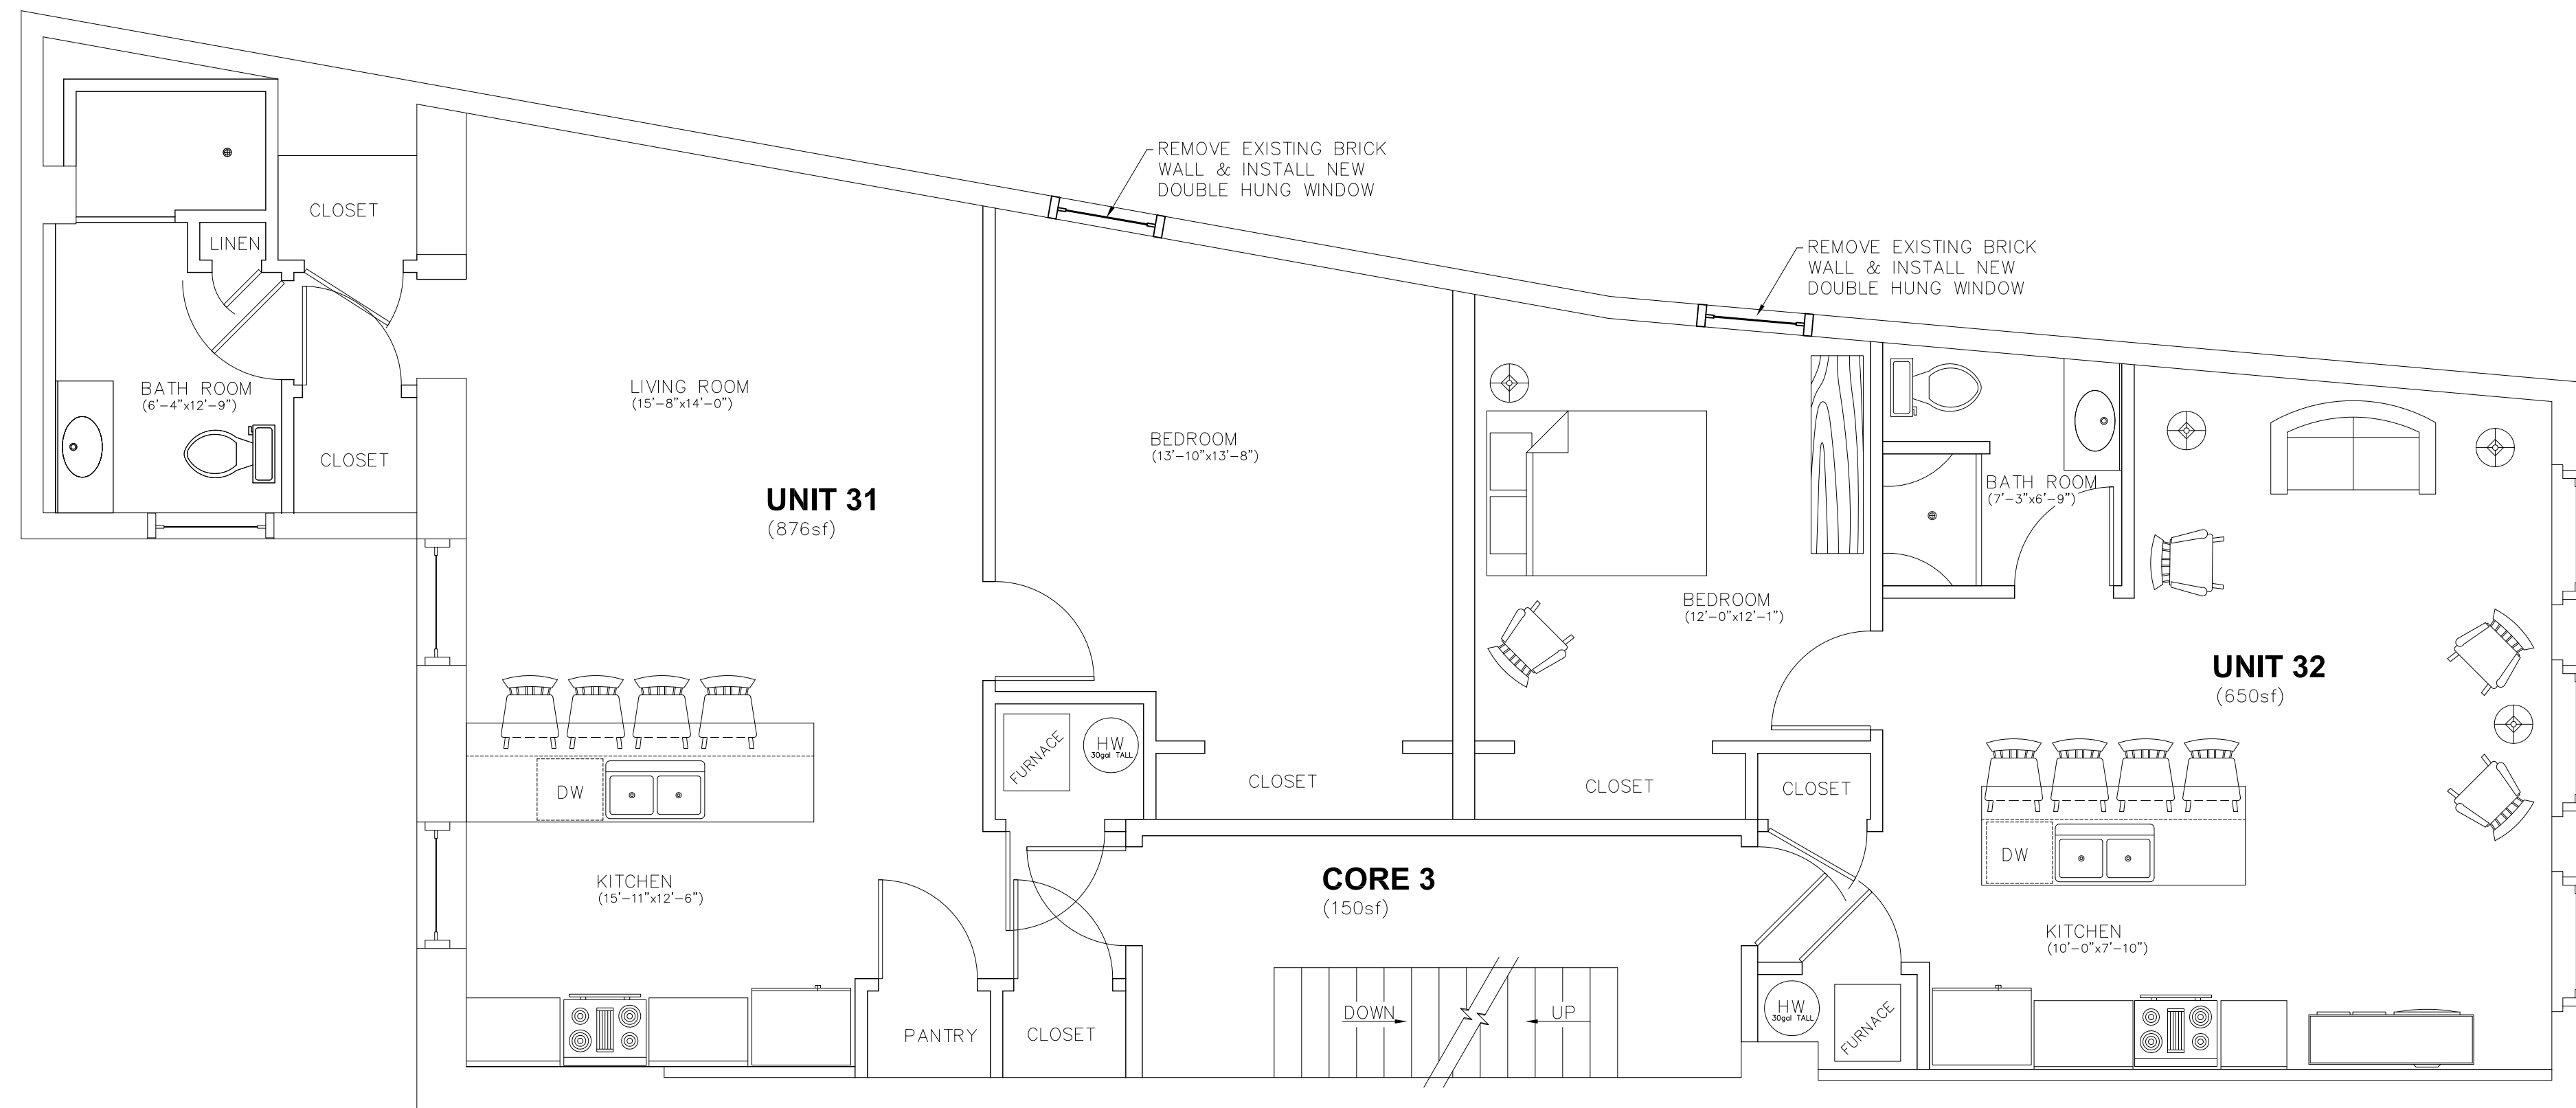 REMOVE EXISTING BRICK
WALL & INSTALL NEW
DOUBLE HUNG WINDOW
REMOVE EXISTING BRICK
WALL & INSTALL NEW
DOUBLE HUNG WINDOW
CLOSET
LINEN
BATH ROOM
(6'-4"x12'-9")
CLOSET
LIVING ROOM
(15'-8"x14'-0")
UNIT 31
(876sf)
BEDROOM
(13'-10"x13'-8")
BEDROOM
(12'-0"x12'-1")
BATH ROOM
(7'-3"x6'-9")
UNIT 32
(650sf)
FURNACE
HW
30gal TALL
DW
CLOSET
CLOSET
CLOSET
DW
KITCHEN
(15'-11"x12'-6")
CORE 3
(150sf)
KITCHEN
(10'-0"x7'-10")
PANTRY
CLOSET
DOWN
UP
HW
30gal TALL
FURNACE